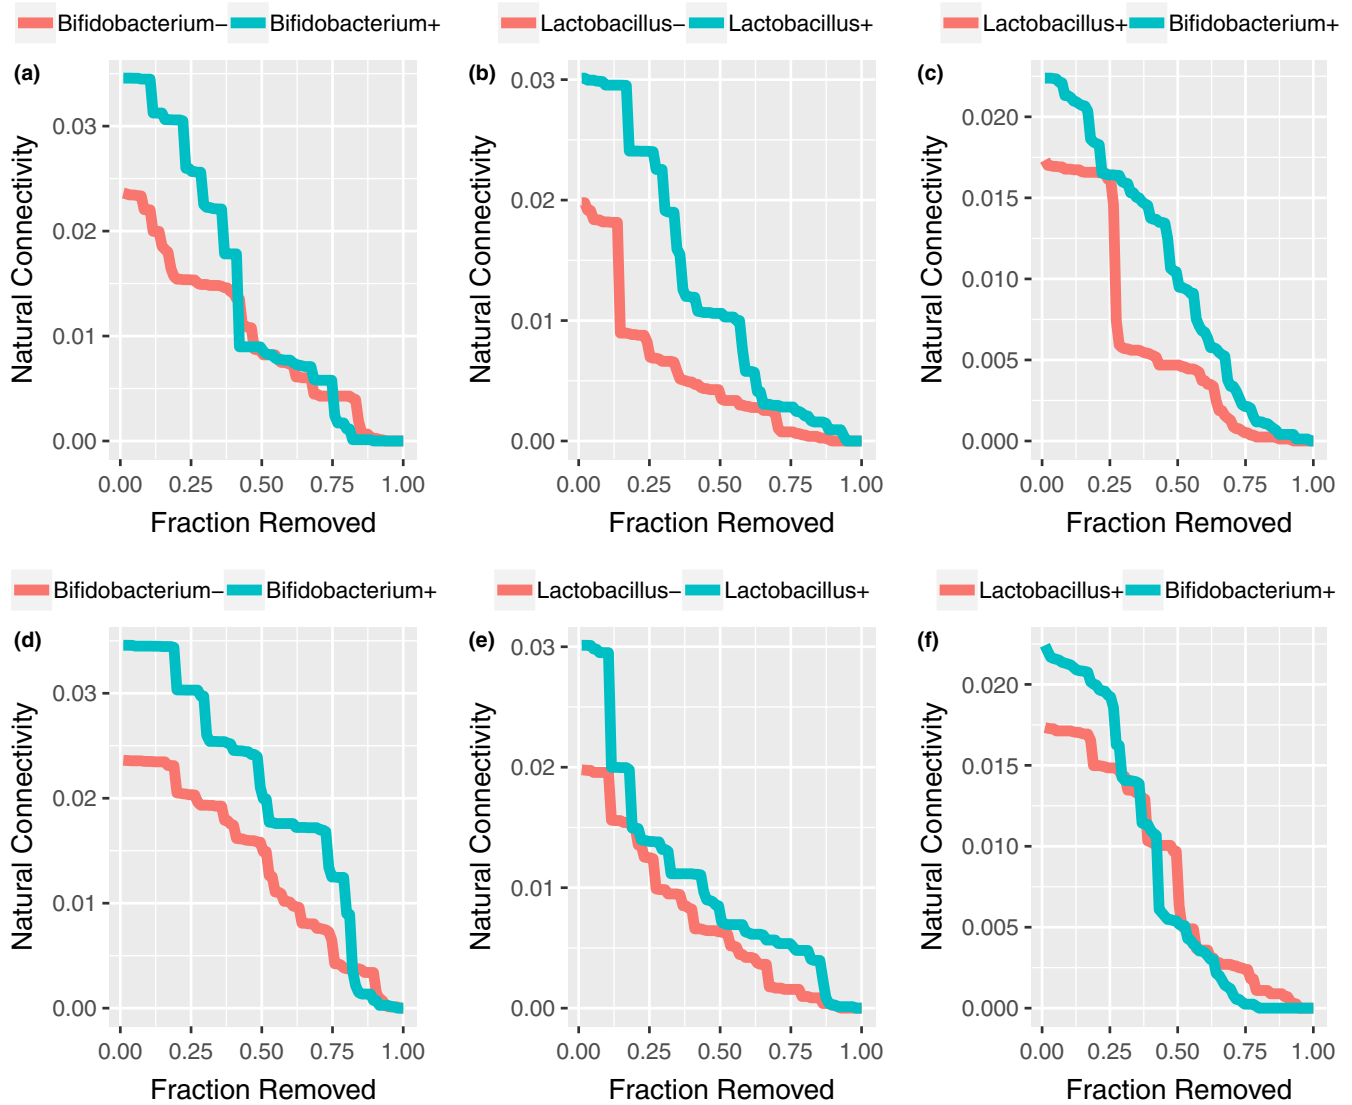 Bifidobacterium− Bifidobacterium+
(a)
Natural Connectivity
0.03
0.02
0.01
0.00
0.00 0.25 0.50 0.75 1.00
Fraction Removed
Lactobacillus− Lactobacillus+
(b)
Natural Connectivity
0.03
0.02
0.01
0.00
0.00 0.25 0.50 0.75 1.00
Fraction Removed
Lactobacillus+ Bifidobacterium+
(c)
Natural Connectivity
0.020
0.015
0.010
0.005
0.000
0.00 0.25 0.50 0.75 1.00
Fraction Removed
Bifidobacterium− Bifidobacterium+
(d)
Natural Connectivity
0.03
0.02
0.01
0.00
0.00 0.25 0.50 0.75 1.00
Fraction Removed
Lactobacillus− Lactobacillus+
(e)
Natural Connectivity
0.03
0.02
0.01
0.00
0.00 0.25 0.50 0.75 1.00
Fraction Removed
Lactobacillus+ Bifidobacterium+
(f)
Natural Connectivity
0.020
0.015
0.010
0.005
0.000
0.00 0.25 0.50 0.75 1.00
Fraction Removed